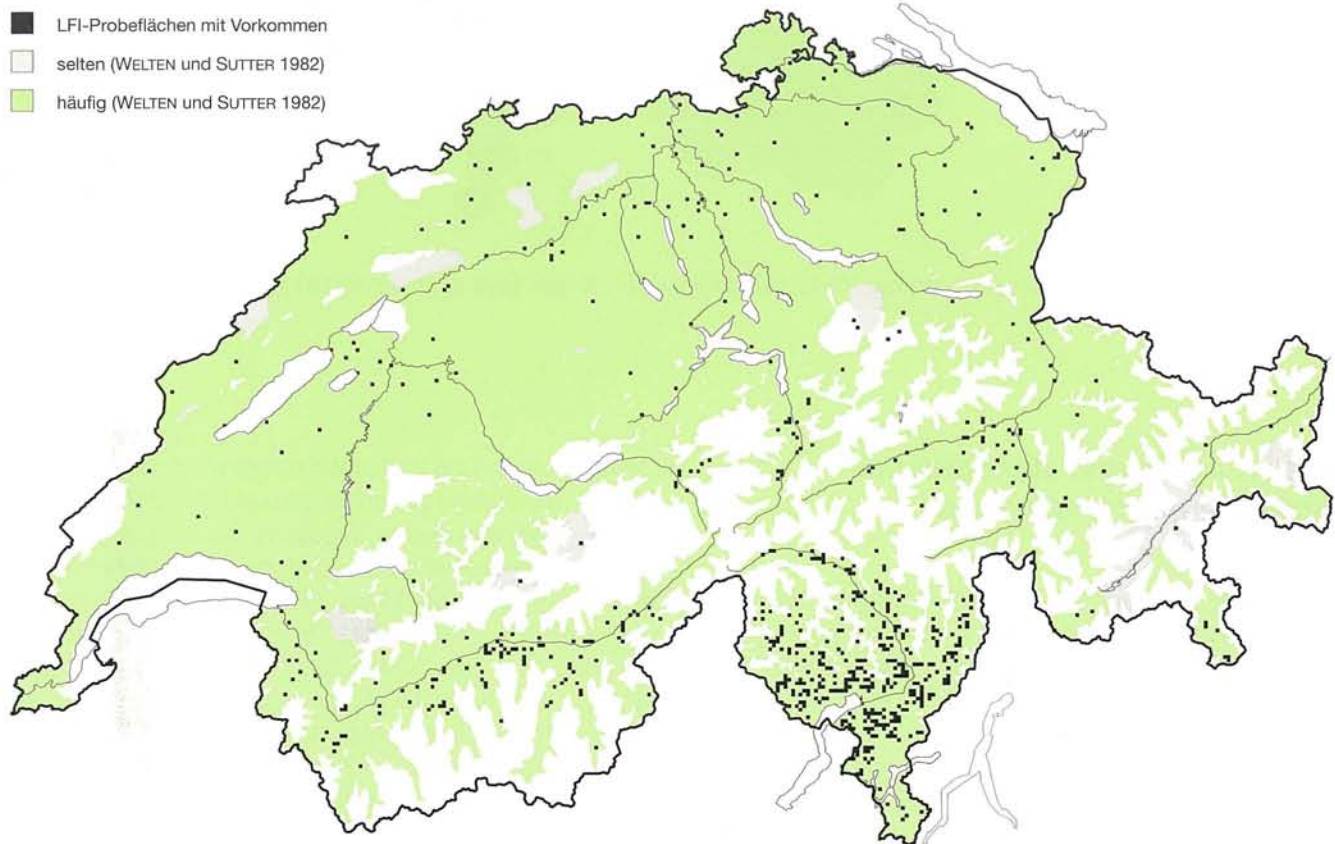 LFI-Probeflächen mit Vorkommen
selten (WELTEN und SUTTER 1982)
häufig (WELTEN und SUTTER 1982)